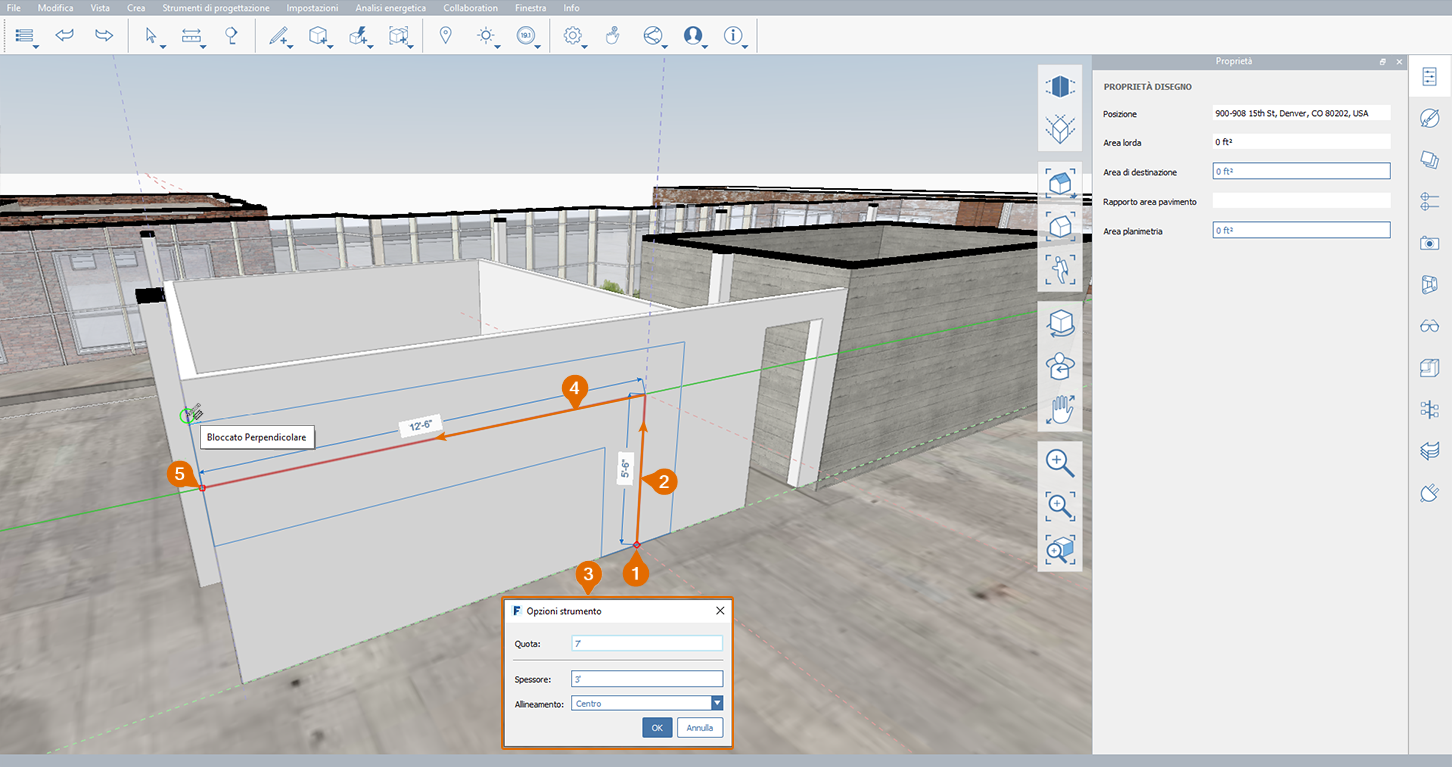 File Modifica Vista Crea Strumenti di progettazione Impostazioni Analisi energetica Collaboration Finestra Info
19.1
Proprietà
PROPRIETÀ DISEGNO
Posizione 900-908 15th St, Denver, CO 80202, USA
Area lorda 0 ft²
Area di destinazione 0 ft²
Rapporto area pavimento
Area planimetria 0 ft²
4
12'-6"
Bloccato Perpendicolare
5
5'-6"
2
3
1
F Opzioni strumento
Quota: 7'
Spessore: 3'
Allineamento: Centro
OK Annulla